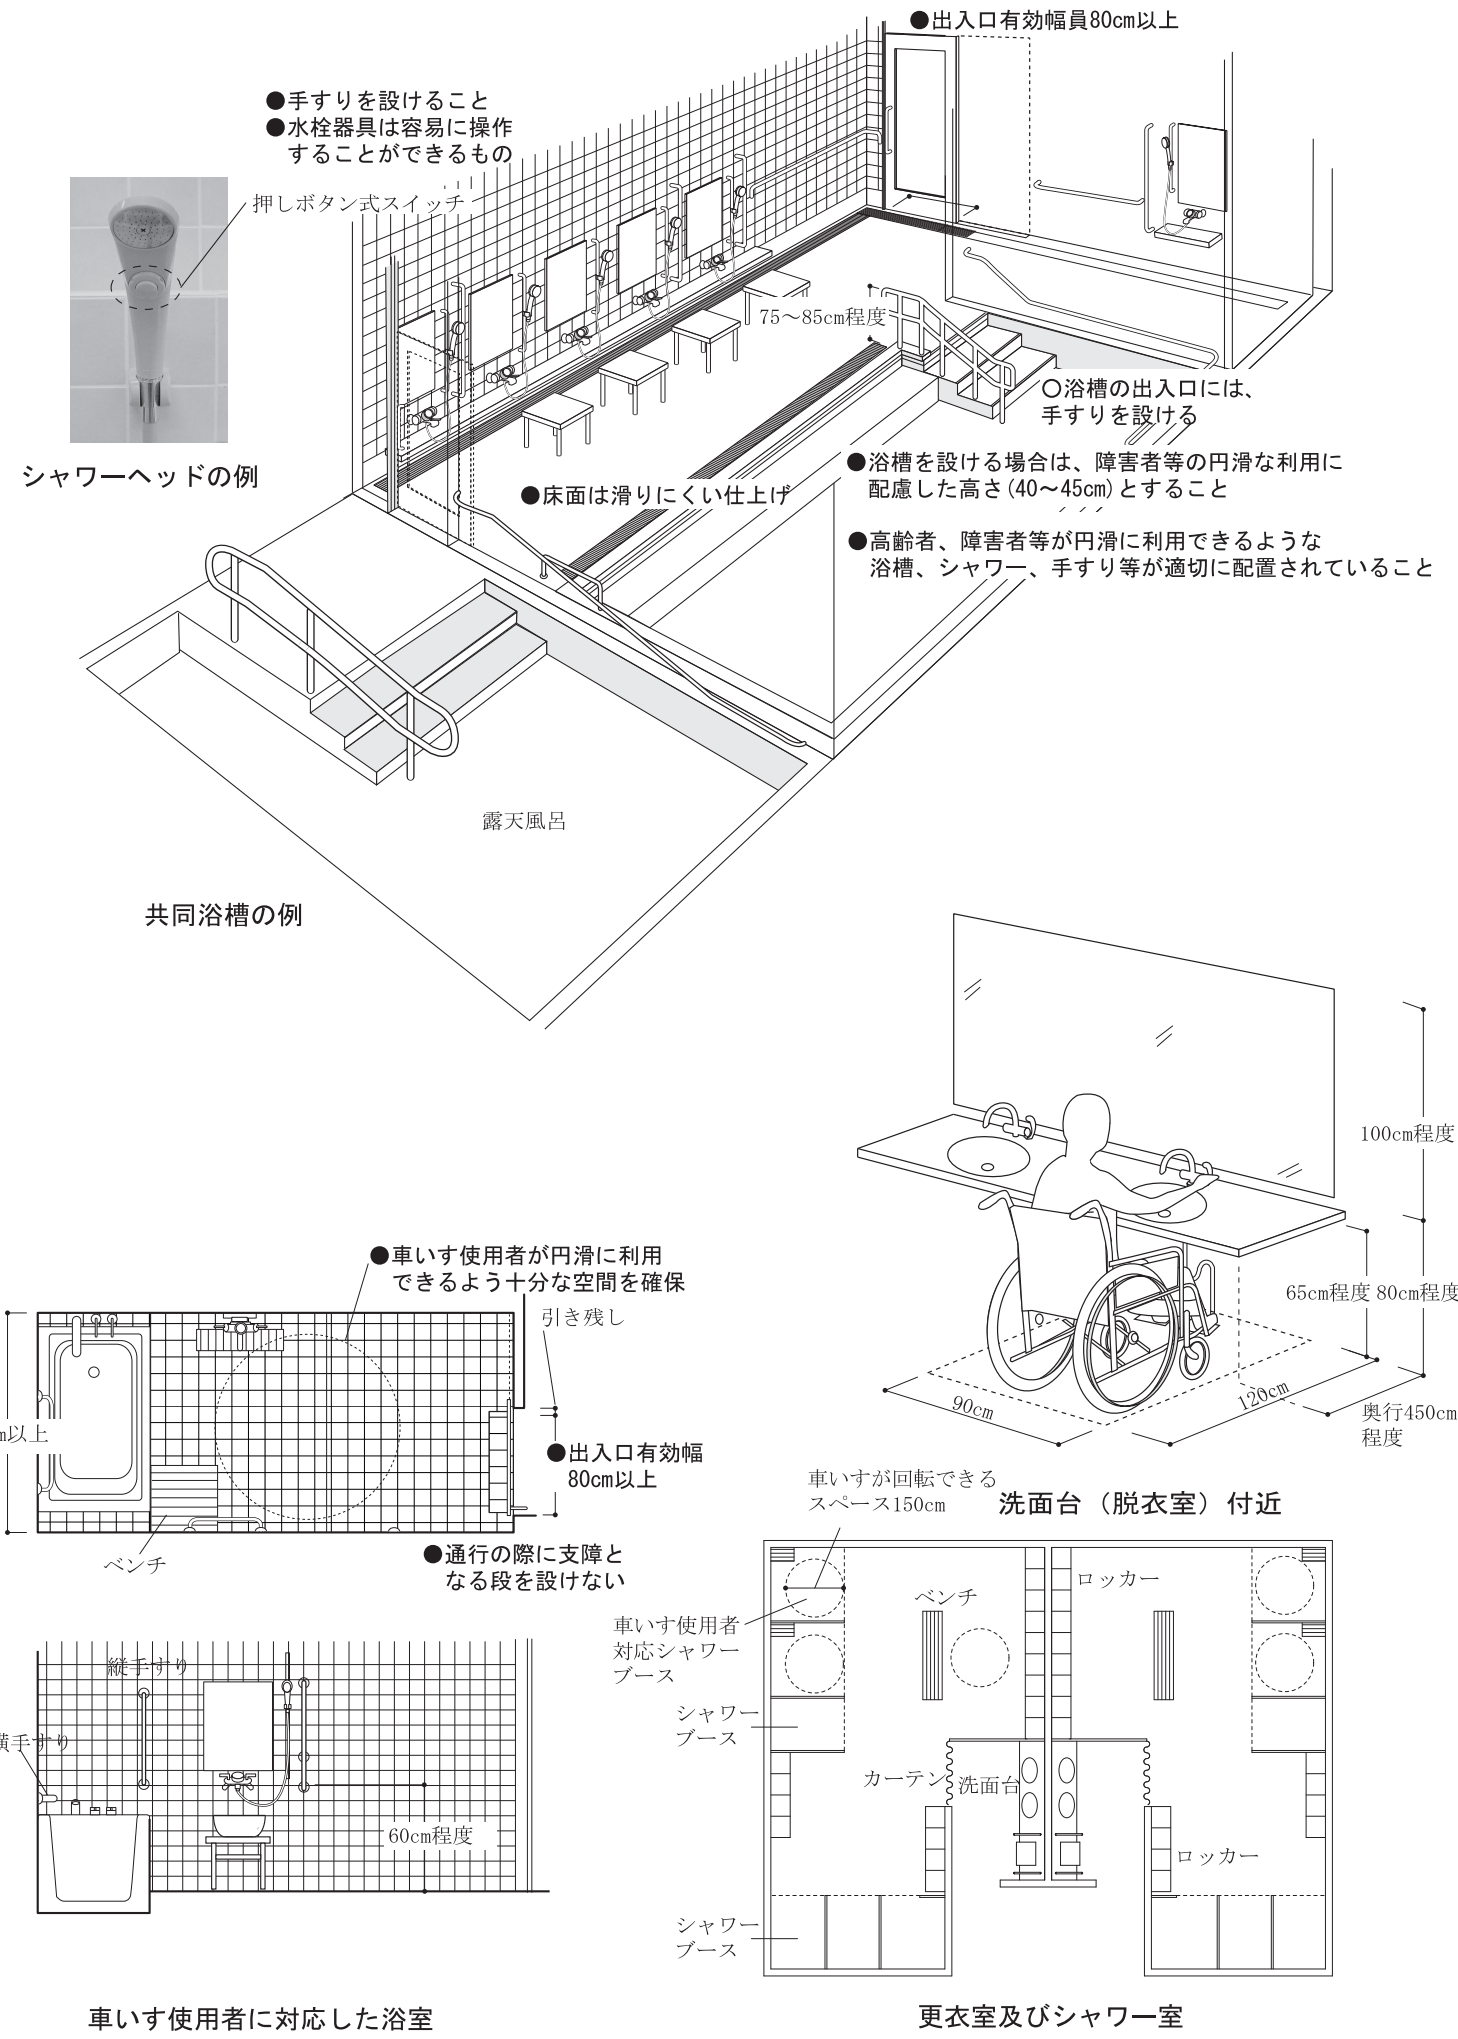 ●出入口有効幅員80cm以上
●手すりを設けること
●水栓器具は容易に操作
することができるもの
押しボタン式スイッチ
シャワーヘッドの例
75～85cm程度
○浴槽の出入口には、
手すりを設ける
●浴槽を設ける場合は、障害者等の円滑な利用に
配慮した高さ(40～45cm)とすること
●床面は滑りにくい仕上げ
●高齢者、障害者等が円滑に利用できるような
浴槽、シャワー、手すり等が適切に配置されていること
露天風呂
共同浴槽の例
100cm程度
65cm程度
80cm程度
90cm
120cm
奥行450cm
程度
洗面台（脱衣室）付近
●車いす使用者が円滑に利用
できるよう十分な空間を確保
引き残し
m以上
●出入口有効幅
80cm以上
ベンチ
●通行の際に支障と
なる段を設けない
縦手すり
横手すり
60cm程度
車いす使用者に対応した浴室
車いすが回転できる
スペース150cm
ロッカー
ベンチ
車いす使用者
対応シャワー
ブース
シャワー
ブース
カーテン
洗面台
ロッカー
シャワー
ブース
更衣室及びシャワー室